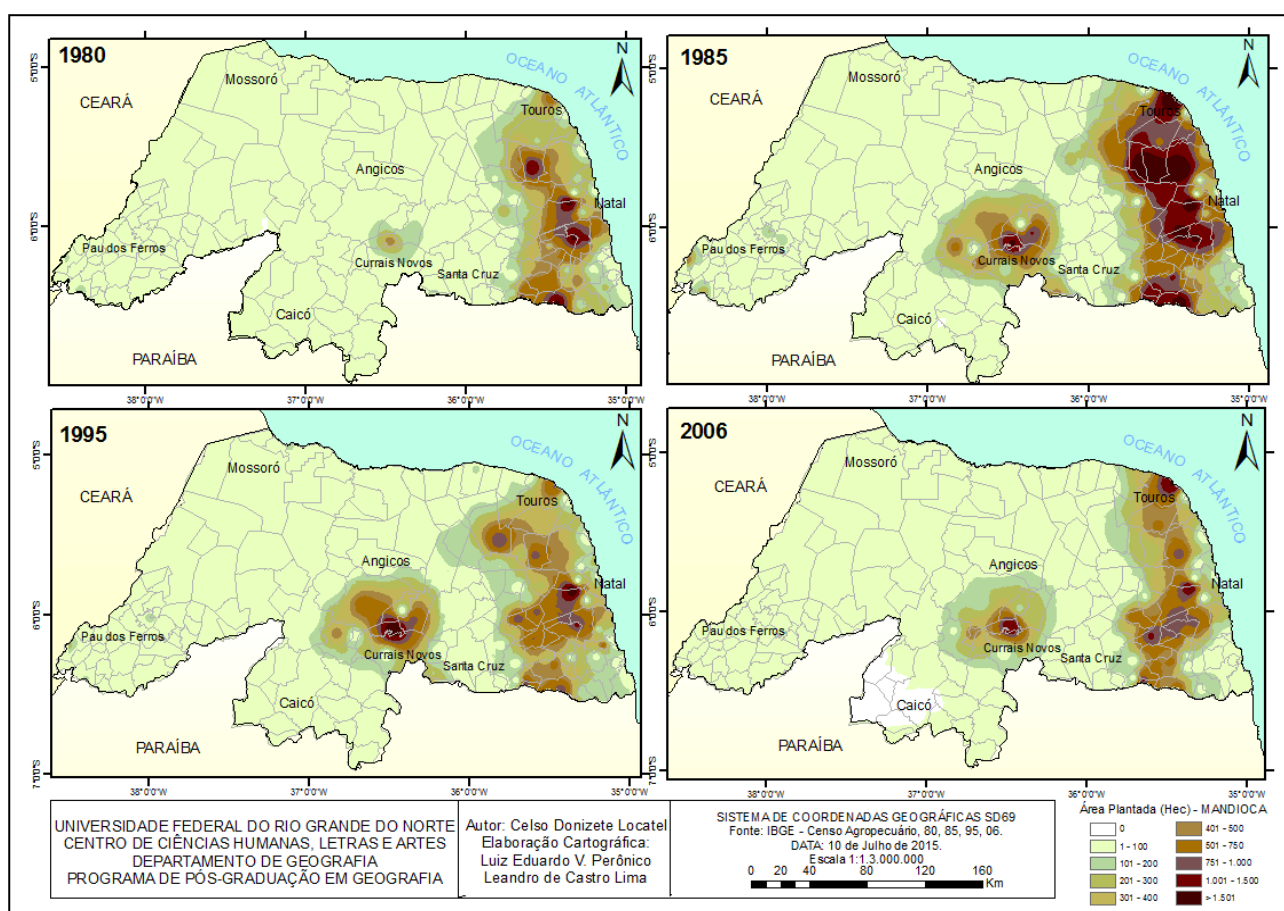 1980
CEARÁ
Mossoró
OCEANO ATLÂNTICO
N
Touros
Angicos
Natal
Pau dos Ferros
Currais Novos
Santa Cruz
Caicó
PARAÍBA
5°0'0"S
6°0'0"S
1985
CEARÁ
Mossoró
OCEANO ATLÂNTICO
N
Touros
Angicos
Natal
Pau dos Ferros
Currais Novos
Santa Cruz
Caicó
PARAÍBA
5°0'0"S
6°0'0"S
38°0'0"W 37°0'0"W 36°0'0"W 35°0'0"W
1995
CEARÁ
Mossoró
OCEANO ATLÂNTICO
N
Touros
Angicos
Natal
Pau dos Ferros
Currais Novos
Santa Cruz
Caicó
PARAÍBA
5°0'0"S
6°0'0"S
7°0'0"S
38°0'0"W 37°0'0"W 36°0'0"W 35°0'0"W
2006
CEARÁ
Mossoró
OCEANO ATLÂNTICO
N
Touros
Angicos
Natal
Pau dos Ferros
Currais Novos
Santa Cruz
Caicó
PARAÍBA
5°0'0"S
6°0'0"S
7°0'0"S
38°0'0"W 37°0'0"W 36°0'0"W 35°0'0"W
UNIVERSIDADE FEDERAL DO RIO GRANDE DO NORTE
CENTRO DE CIÊNCIAS HUMANAS, LETRAS E ARTES
DEPARTAMENTO DE GEOGRAFIA
PROGRAMA DE PÓS-GRADUAÇÃO EM GEOGRAFIA
Autor: Celso Donizete Locatel
Elaboração Cartográfica:
Luiz Eduardo V. Perônico
Leandro de Castro Lima
SISTEMA DE COORDENADAS GEOGRÁFICAS SD69
Fonte: IBGE - Censo Agropecuário, 80, 85, 95, 06.
DATA: 10 de Julho de 2015.
Escala 1:1.3.000.000
0 10 20 40 80 120 160
Km
Área Plantada (Hec) - MANDIOCA
0
1 - 100
101 - 200
201 - 300
301 - 400
401 - 500
501 - 750
751 - 1.000
1.001 - 1.500
> 1.501